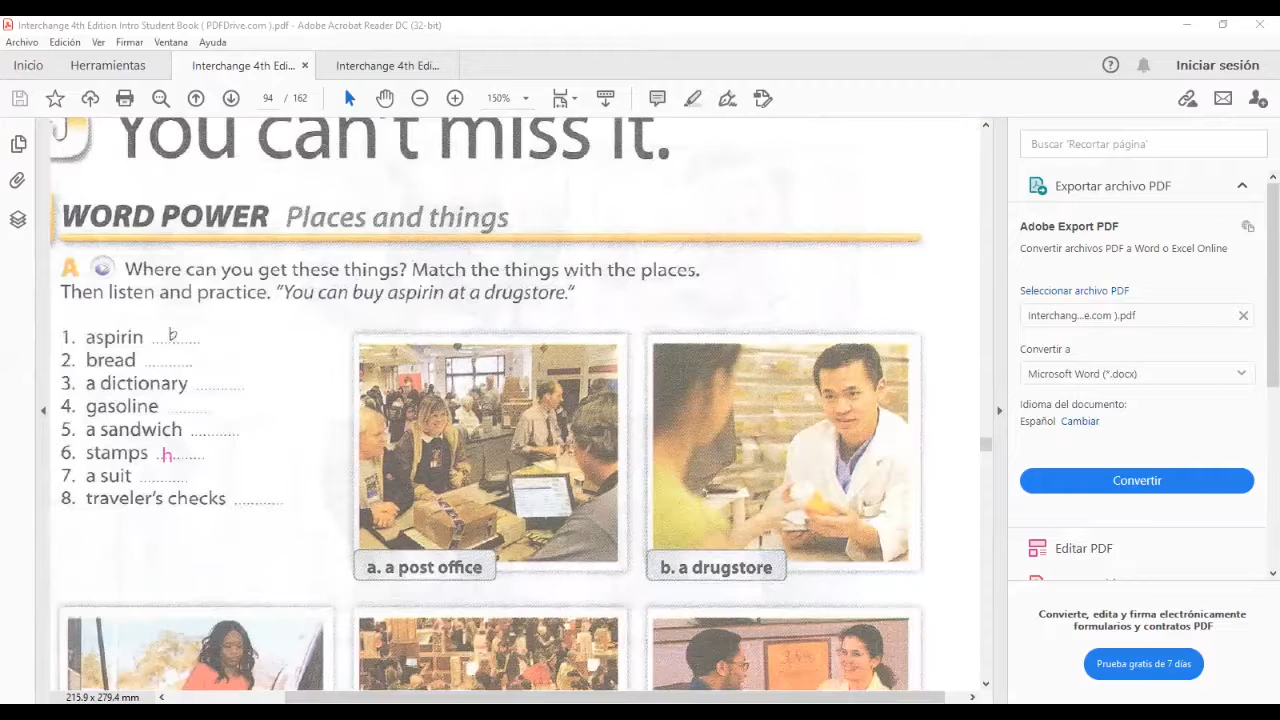 Interchange 4th Edition Intro Student Book ( PDFDrive.com ).pdf - Adobe Acrobat Reader DC (32-bit)
Archivo Edición Ver Firmar Ventana Ayuda
Inicio Herramientas Interchange 4th Edi... × Interchange 4th Edi... Iniciar sesión
94 / 162 150%
You can't miss it.
WORD POWER Places and things
A Where can you get these things? Match the things with the places.
Then listen and practice. "You can buy aspirin at a drugstore."
1. aspirin b
2. bread ............
3. a dictionary ............
4. gasoline ............
5. a sandwich ............
6. stamps h
7. a suit ............
8. traveler's checks ............
a. a post office
b. a drugstore
215.9 x 279.4 mm
Buscar 'Recortar página'
Exportar archivo PDF
Adobe Export PDF
Convertir archivos PDF a Word o Excel Online
Seleccionar archivo PDF
Interchang...e.com ).pdf
Convertir a
Microsoft Word (*.docx)
Idioma del documento:
Español Cambiar
Convertir
Editar PDF
Convierte, edita y firma electrónicamente
formularios y contratos PDF
Prueba gratis de 7 días